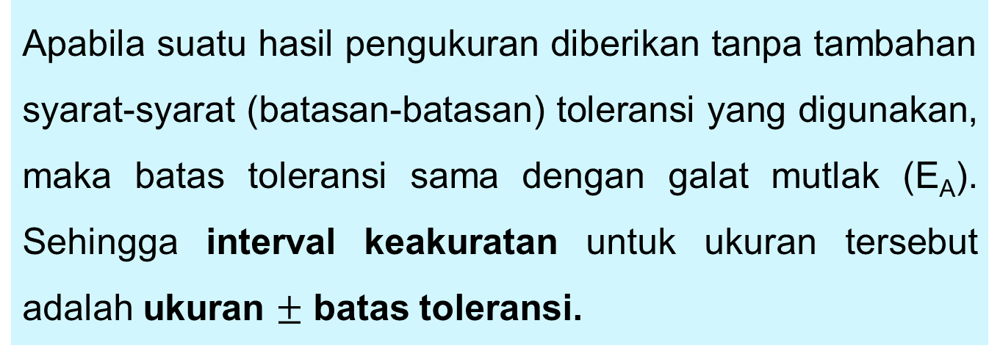 Apabila suatu hasil pengukuran diberikan tanpa tambahan
syarat-syarat (batasan-batasan) toleransi yang digunakan,
maka batas toleransi sama dengan galat mutlak (E_A).
Sehingga interval keakuratan untuk ukuran tersebut
adalah ukuran ± batas toleransi.